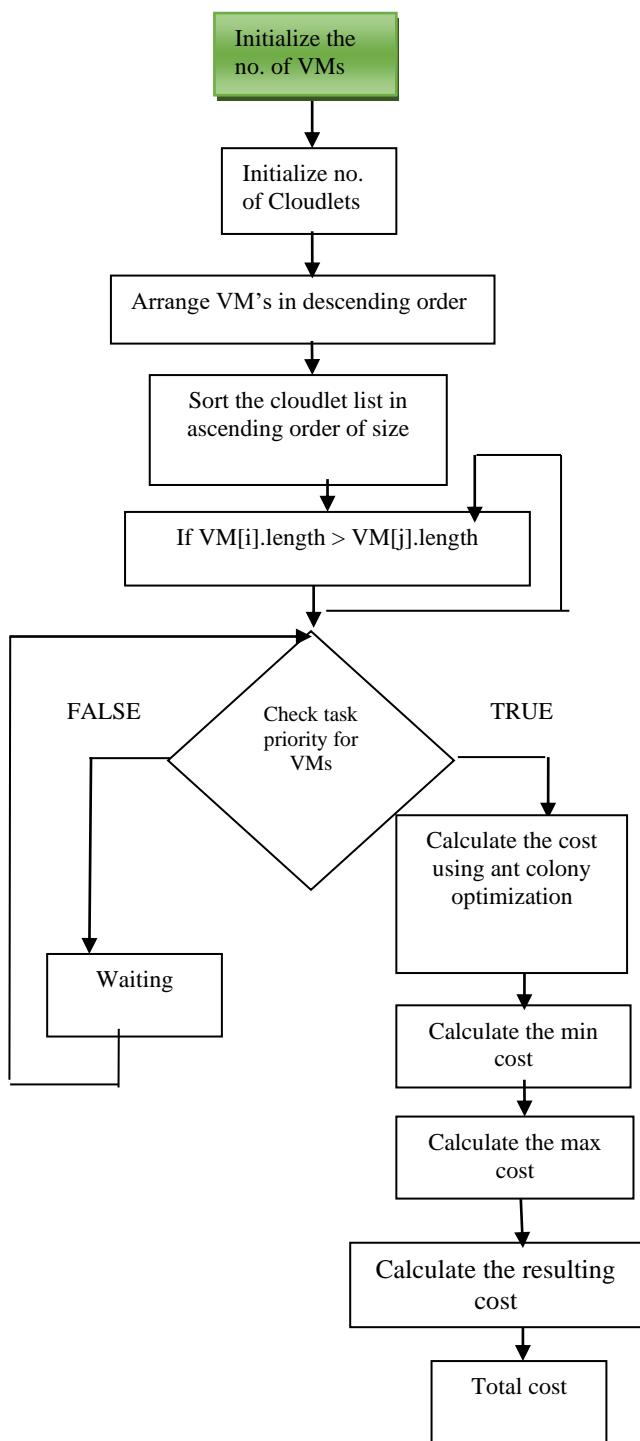 Initialize the
no. of VMs
Initialize no.
of Cloudlets
Arrange VM’s in descending order
Sort the cloudlet list in
ascending order of size
If VM[i].length > VM[j].length
FALSE
TRUE
Check task
priority for
VMs
Calculate the cost
using ant colony
optimization
Waiting
Calculate the min
cost
Calculate the max
cost
Calculate the resulting
cost
Total cost